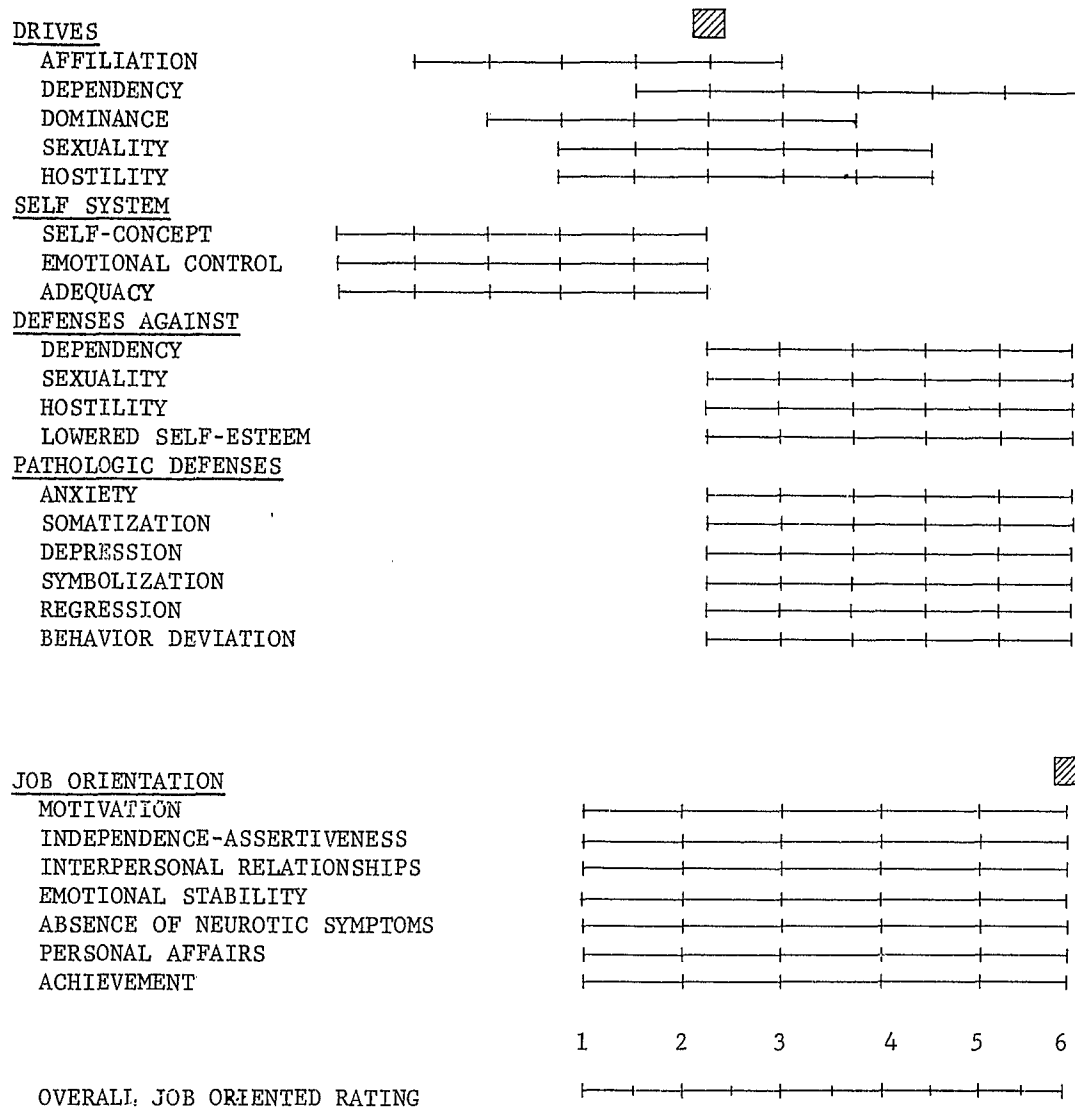 DRIVES
AFFILIATION
DEPENDENCY
DOMINANCE
SEXUALITY
HOSTILITY
SELF SYSTEM
SELF-CONCEPT
EMOTIONAL CONTROL
ADEQUACY
DEFENSES AGAINST
DEPENDENCY
SEXUALITY
HOSTILITY
LOWERED SELF-ESTEEM
PATHOLOGIC DEFENSES
ANXIETY
SOMATIZATION
DEPRESSION
SYMBOLIZATION
REGRESSION
BEHAVIOR DEVIATION
JOB ORIENTATION
MOTIVATION
INDEPENDENCE-ASSERTIVENESS
INTERPERSONAL RELATIONSHIPS
EMOTIONAL STABILITY
ABSENCE OF NEUROTIC SYMPTOMS
PERSONAL AFFAIRS
ACHIEVEMENT
1 2 3 4 5 6
OVERALL JOB ORIENTED RATING